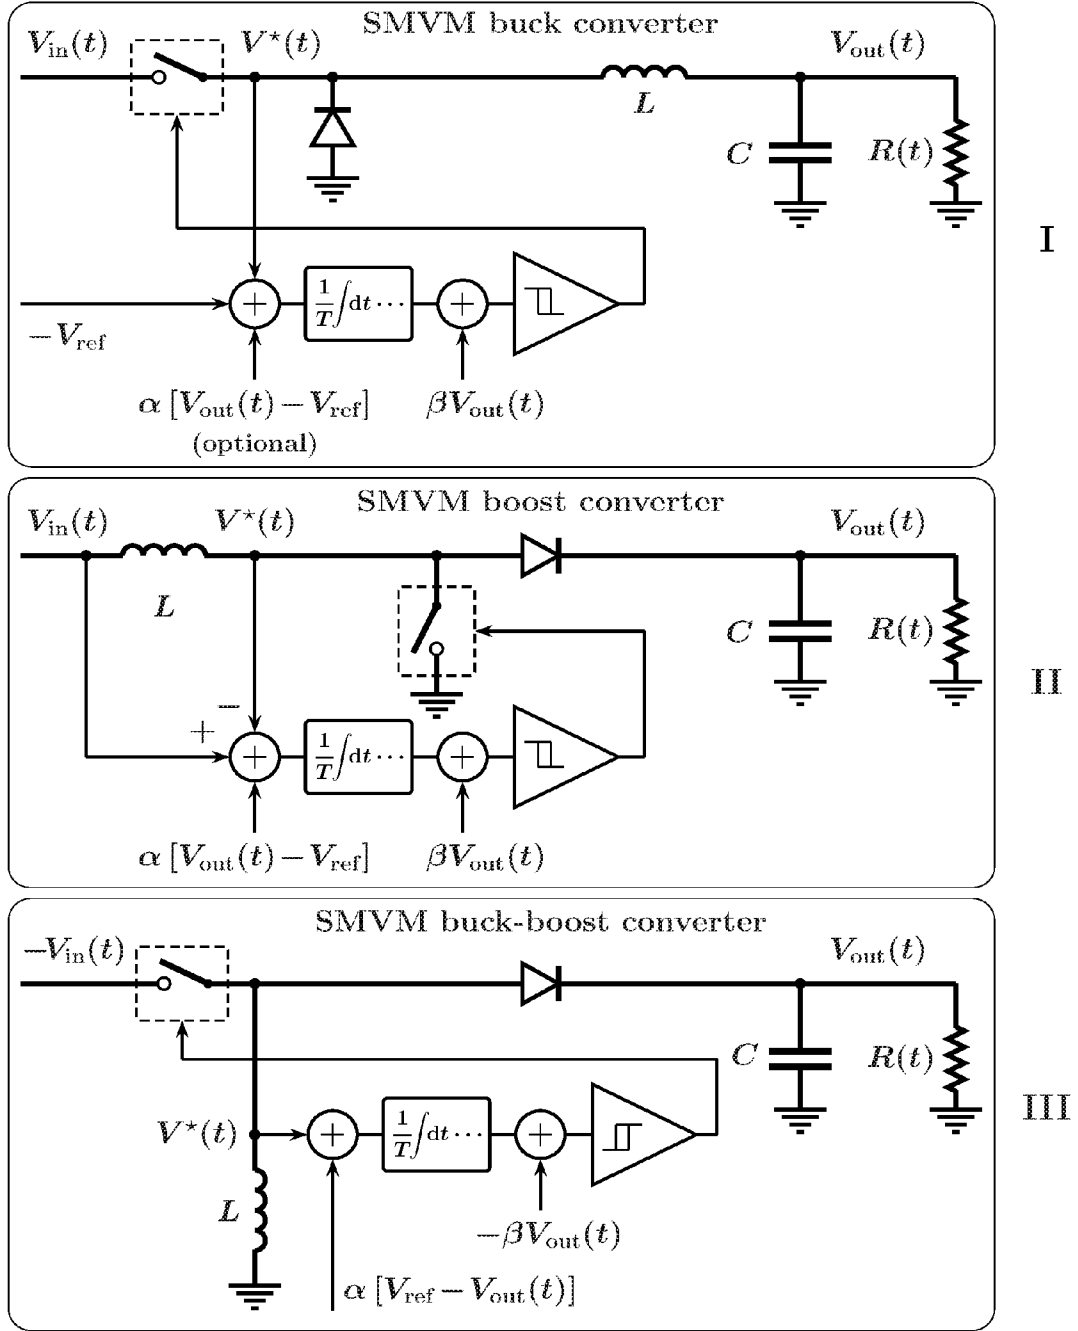 SMVM buck converter
V_in(t) V⋆(t) V_out(t)
L
C R(t)
I
1/T ∫dt ···
+ +
−V_ref
α [V_out(t) − V_ref] βV_out(t)
(optional)
SMVM boost converter
V_in(t) V⋆(t) V_out(t)
L
C R(t)
II
−
+
1/T ∫dt ···
+ +
α [V_out(t) − V_ref] βV_out(t)
SMVM buck-boost converter
−V_in(t) V_out(t)
C R(t)
III
V⋆(t) + 1/T ∫dt ··· +
L
−βV_out(t)
α [V_ref − V_out(t)]